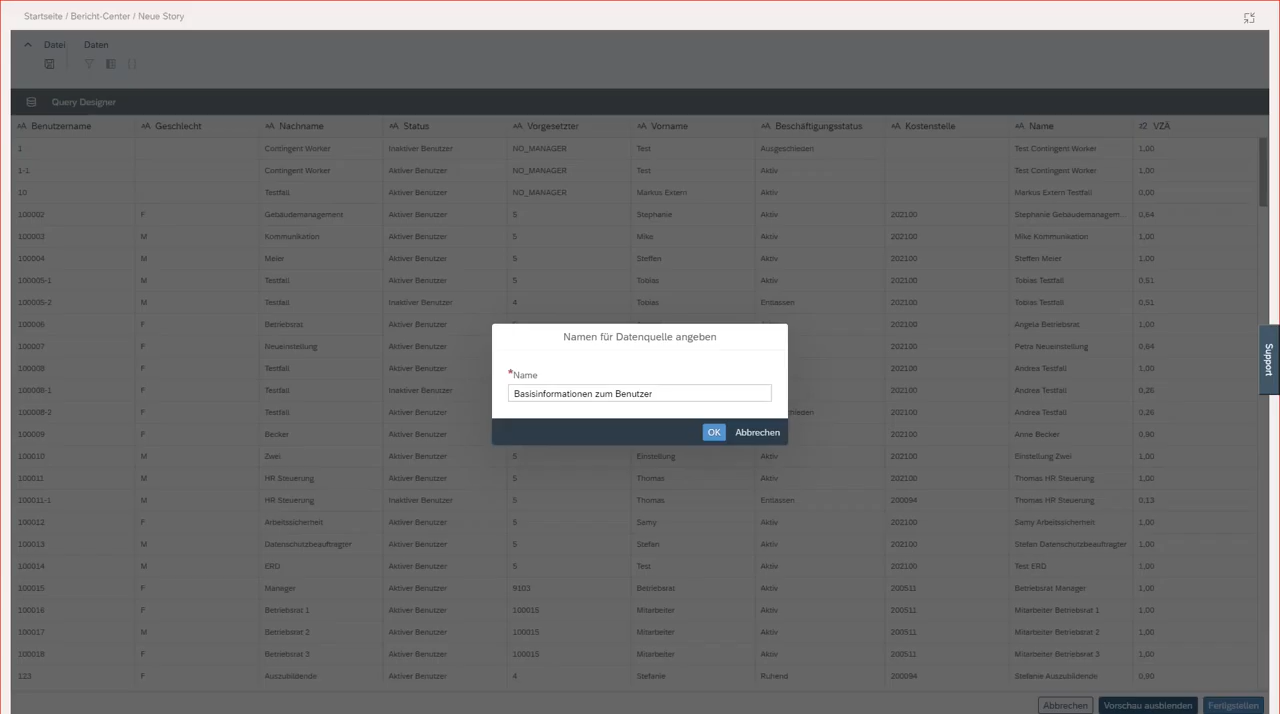 Startseite / Bericht-Center / Neue Story
Datei Daten
Query Designer
Benutzername Geschlecht Nachname Status Vorgesetzter Vorname Beschäftigungsstatus Kostenstelle Name VZÄ
1 Contingent Worker Inaktiver Benutzer NO_MANAGER Test Ausgeschieden Test Contingent Worker 1,00
1-1 Contingent Worker Aktiver Benutzer NO_MANAGER Test Aktiv Test Contingent Worker 1,00
10 Testfall Aktiver Benutzer NO_MANAGER Markus Extern Aktiv Markus Extern Testfall 0,00
100002 F Gebäudemanagement Aktiver Benutzer 5 Stephanie Aktiv 202100 Stephanie Gebäudemanagem... 0,64
100003 M Kommunikation Aktiver Benutzer 5 Mike Aktiv 202100 Mike Kommunikation 1,00
100004 M Meier Aktiver Benutzer 5 Steffen Aktiv 202100 Steffen Meier 1,00
100005-1 M Testfall Aktiver Benutzer 5 Tobias Aktiv 202100 Tobias Testfall 0,51
100005-2 M Testfall Inaktiver Benutzer 4 Tobias Entlassen 202100 Tobias Testfall 0,51
100006 F Betriebsrat Aktiver Benutzer 202100 Angela Betriebsrat 1,00
100007 F Neueinstellung Aktiver Benutzer 202100 Petra Neueinstellung 0,64
100008 F Testfall Aktiver Benutzer 202100 Andrea Testfall 1,00
100008-1 F Testfall Inaktiver Benutzer 202100 Andrea Testfall 0,26
100008-2 F Testfall Aktiver Benutzer 202100 Andrea Testfall 0,26
100009 F Becker Aktiver Benutzer 202100 Anne Becker 0,90
100010 M Zwei Aktiver Benutzer 5 Einstellung Aktiv 202100 Einstellung Zwei 1,00
100011 M HR Steuerung Aktiver Benutzer 5 Thomas Aktiv 202100 Thomas HR Steuerung 1,00
100011-1 M HR Steuerung Inaktiver Benutzer 5 Thomas Entlassen 200094 Thomas HR Steuerung 0,13
100012 F Arbeitssicherheit Aktiver Benutzer 5 Samy Aktiv 202100 Samy Arbeitssicherheit 1,00
100013 M Datenschutzbeauftragter Aktiver Benutzer 5 Stefan Aktiv 202100 Stefan Datenschutzbeauftragter 1,00
100014 M ERD Aktiver Benutzer 5 Test Aktiv 202100 Test ERD 1,00
100015 F Manager Aktiver Benutzer 9103 Betriebsrat Aktiv 200511 Betriebsrat Manager 1,00
100016 F Betriebsrat 1 Aktiver Benutzer 100015 Mitarbeiter Aktiv 200511 Mitarbeiter Betriebsrat 1 1,00
100017 M Betriebsrat 2 Aktiver Benutzer 100015 Mitarbeiter Aktiv 200511 Mitarbeiter Betriebsrat 2 1,00
100018 F Betriebsrat 3 Aktiver Benutzer 100015 Mitarbeiter Aktiv 200511 Mitarbeiter Betriebsrat 3 1,00
123 F Auszubildende Aktiver Benutzer 4 Stefanie Ruhend 200094 Stefanie Auszubildende 0,90
Namen für Datenquelle angeben
*Name
Basisinformationen zum Benutzer
OK Abbrechen
Support
Abbrechen Vorschau ausblenden Fertigstellen